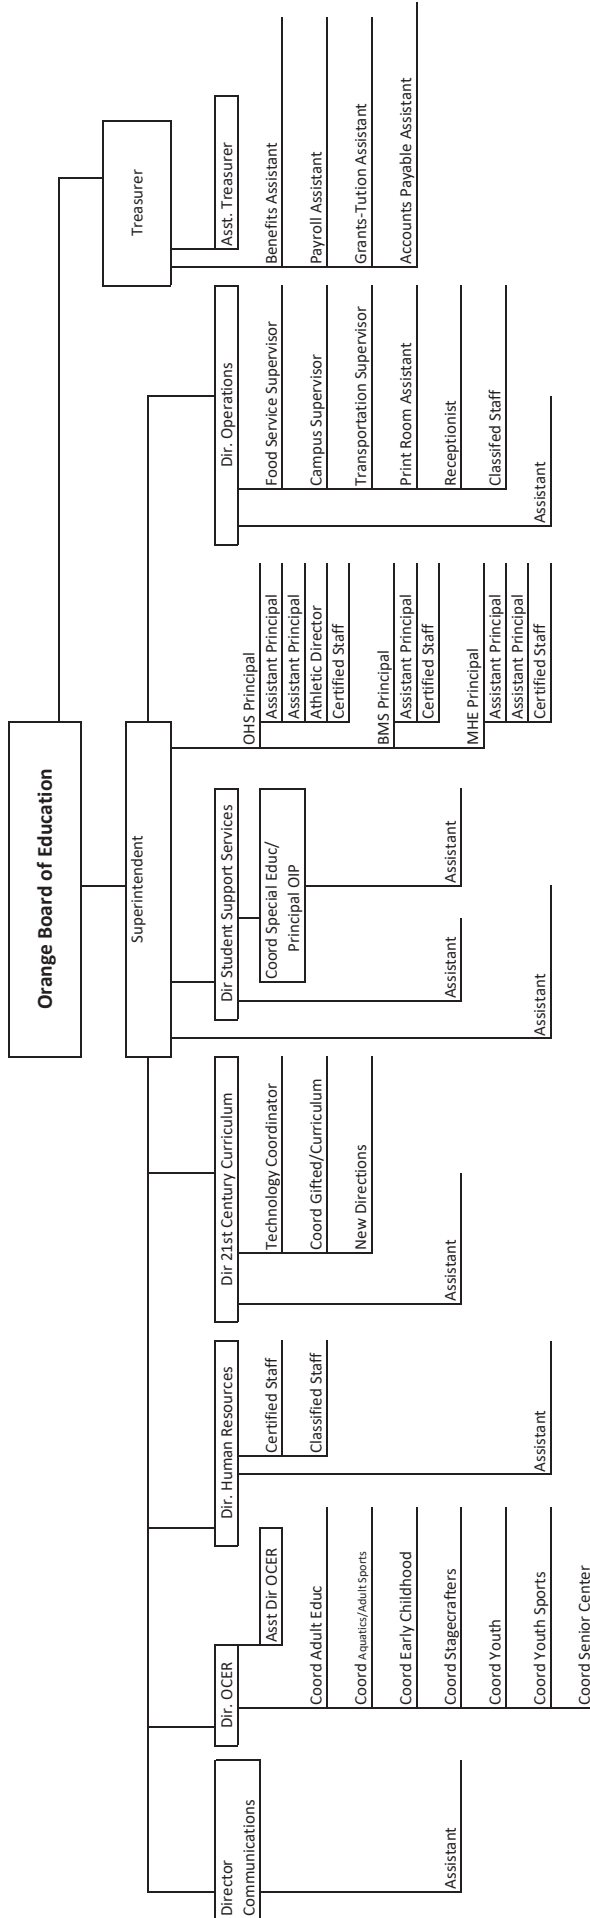 Orange Board of Education
Superintendent
Treasurer
Director
Communications
Assistant
Dir. OCER
Asst Dir OCER
Coord Adult Educ
Coord Aquatics/Adult Sports
Coord Early Childhood
Coord Stagecrafters
Coord Youth
Coord Youth Sports
Coord Senior Center
Dir. Human Resources
Certified Staff
Classified Staff
Assistant
Dir 21st Century Curriculum
Technology Coordinator
Coord Gifted/Curriculum
New Directions
Assistant
Assistant
Dir Student Support Services
Coord Special Educ/
Principal OIP
Assistant
Assistant
OHS Principal
Assistant Principal
Assistant Principal
Athletic Director
Certified Staff
BMS Principal
Assistant Principal
Certified Staff
MHE Principal
Assistant Principal
Assistant Principal
Certified Staff
Dir. Operations
Food Service Supervisor
Campus Supervisor
Transportation Supervisor
Print Room Assistant
Receptionist
Classifed Staff
Assistant
Asst. Treasurer
Benefits Assistant
Payroll Assistant
Grants-Tution Assistant
Accounts Payable Assistant